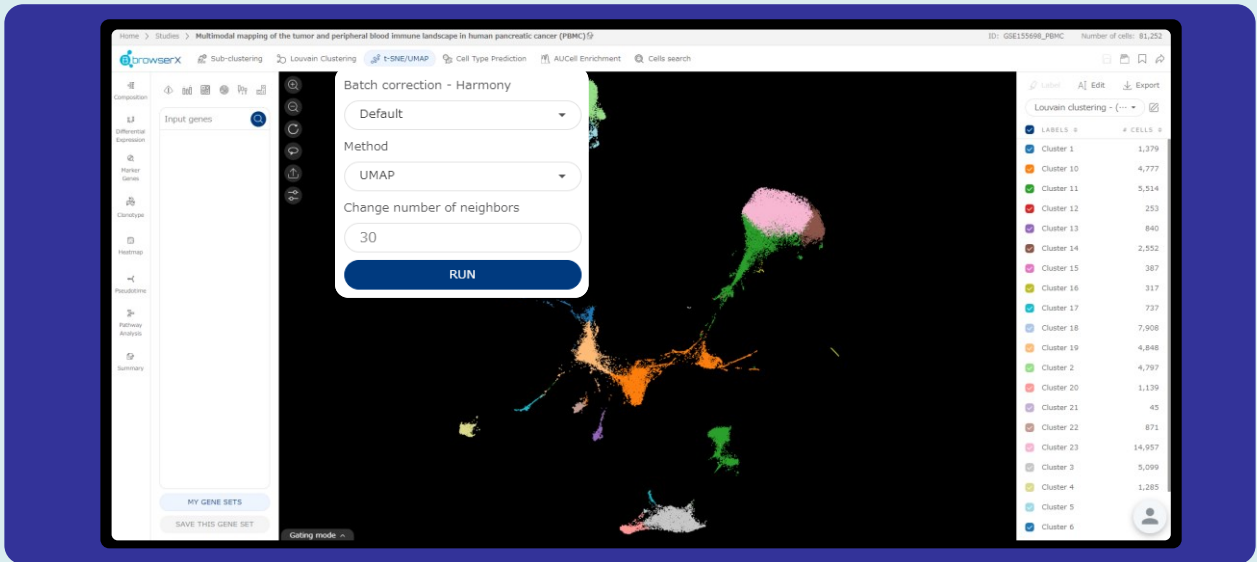 Home > Studies > Multimodal mapping of the tumor and peripheral blood immune landscape in human pancreatic cancer (PBMC)
ID: GSE155698_PBMC Number of cells: 81,252
browserX Sub-clustering Louvain Clustering t-SNE/UMAP Cell Type Prediction AUCell Enrichment Cells search
Composition
Differential
Expression
Marker
Genes
Clonotype
Heatmap
Pseudotime
Pathway
Analysis
Summary
Input genes
MY GENE SETS
SAVE THIS GENE SET
Batch correction - Harmony
Default
Method
UMAP
Change number of neighbors
30
RUN
Gating mode
Label Edit Export
Louvain clustering - (···
LABELS # CELLS
Cluster 1 1,379
Cluster 10 4,777
Cluster 11 5,514
Cluster 12 253
Cluster 13 840
Cluster 14 2,552
Cluster 15 387
Cluster 16 317
Cluster 17 737
Cluster 18 7,908
Cluster 19 4,848
Cluster 2 4,797
Cluster 20 1,139
Cluster 21 45
Cluster 22 871
Cluster 23 14,957
Cluster 3 5,099
Cluster 4 1,285
Cluster 5
Cluster 6